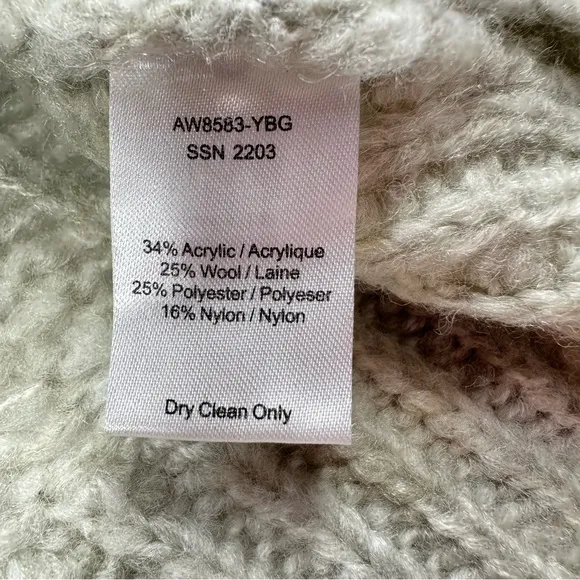 AW8583-YBG
SSN 2203
34% Acrylic / Acrylique
25% Wool / Laine
25% Polyester / Polyeser
16% Nylon / Nylon
Dry Clean Only